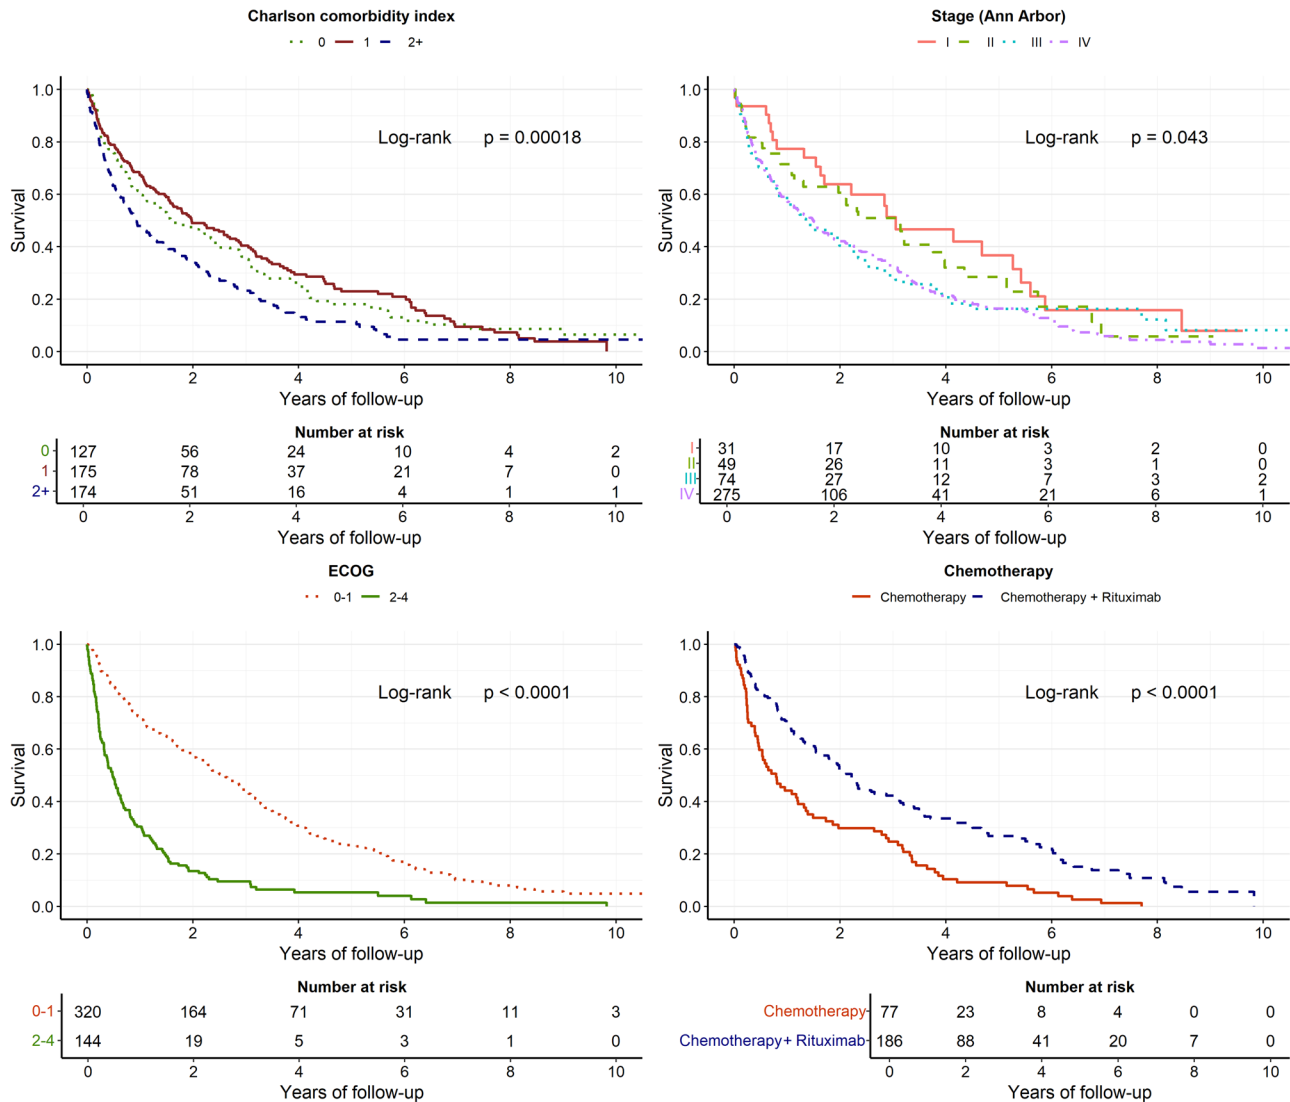 Charlson comorbidity index
0 1 2+
1.0
0.8
0.6
0.4
0.2
0.0
Survival
Log-rank p = 0.00018
0 2 4 6 8 10
Years of follow-up
Number at risk
0 127 56 24 10 4 2
1 175 78 37 21 7 0
2+ 174 51 16 4 1 1
0 2 4 6 8 10
Years of follow-up
Stage (Ann Arbor)
I II III IV
1.0
0.8
0.6
0.4
0.2
0.0
Survival
Log-rank p = 0.043
0 2 4 6 8 10
Years of follow-up
Number at risk
I 31 17 10 3 2 0
II 49 26 11 3 1 0
III 74 27 12 7 3 2
IV 275 106 41 21 6 1
0 2 4 6 8 10
Years of follow-up
ECOG
0-1 2-4
1.0
0.8
0.6
0.4
0.2
0.0
Survival
Log-rank p < 0.0001
0 2 4 6 8 10
Years of follow-up
Number at risk
0-1 320 164 71 31 11 3
2-4 144 19 5 3 1 0
0 2 4 6 8 10
Years of follow-up
Chemotherapy
Chemotherapy Chemotherapy + Rituximab
1.0
0.8
0.6
0.4
0.2
0.0
Survival
Log-rank p < 0.0001
0 2 4 6 8 10
Years of follow-up
Number at risk
Chemotherapy 77 23 8 4 0 0
Chemotherapy+ Rituximab 186 88 41 20 7 0
0 2 4 6 8 10
Years of follow-up